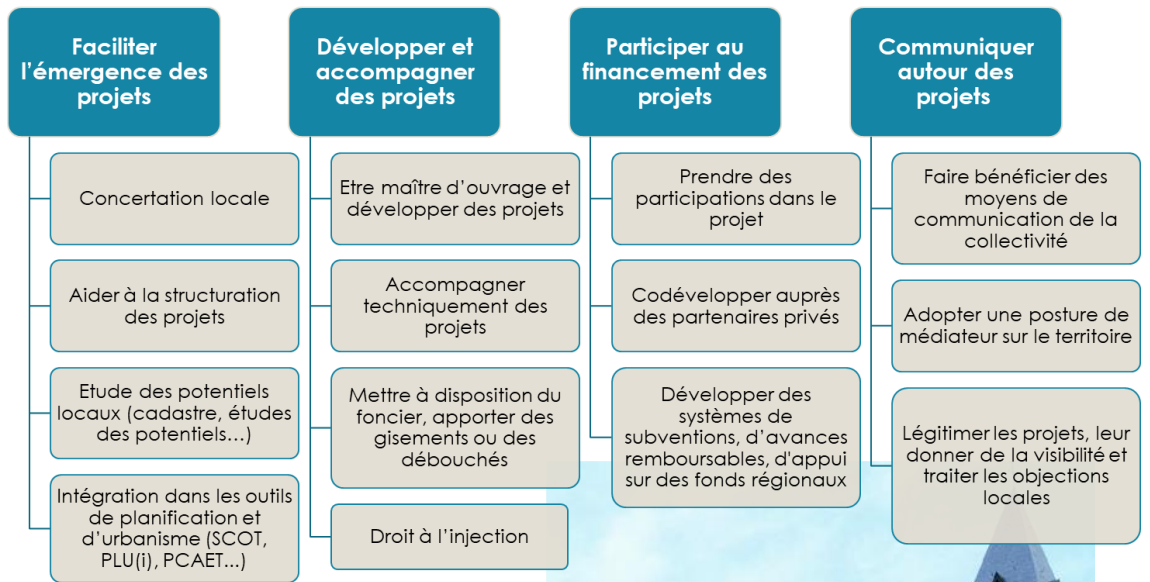 Faciliter
l'émergence des
projets
Concertation locale
Aider à la structuration
des projets
Etude des potentiels
locaux (cadastre, études
des potentiels...)
Intégration dans les outils
de planification et
d'urbanisme (SCOT,
PLU(i), PCAET...)
Développer et
accompagner
des projets
Etre maître d'ouvrage et
développer des projets
Accompagner
techniquement des
projets
Mettre à disposition du
foncier, apporter des
gisements ou des
débouchés
Droit à l'injection
Participer au
financement des
projets
Prendre des
participations dans le
projet
Codévelopper auprès
des partenaires privés
Développer des
systèmes de
subventions, d'avances
remboursables, d'appui
sur des fonds régionaux
Communiquer
autour des
projets
Faire bénéficier des
moyens de
communication de la
collectivité
Adopter une posture de
médiateur sur le territoire
Légitimer les projets, leur
donner de la visibilité et
traiter les objections
locales